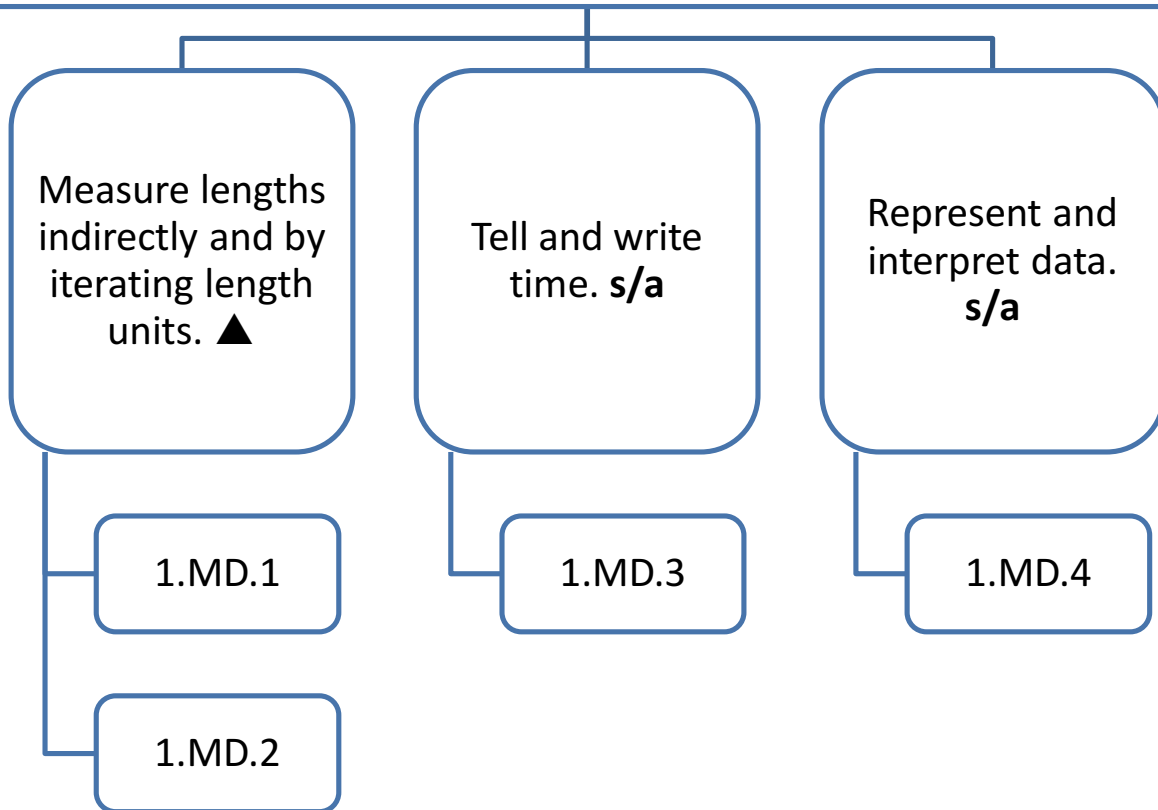 Measure lengths
indirectly and by
iterating length
units. ▲
1.MD.1
1.MD.2
Tell and write
time. s/a
1.MD.3
Represent and
interpret data.
s/a
1.MD.4